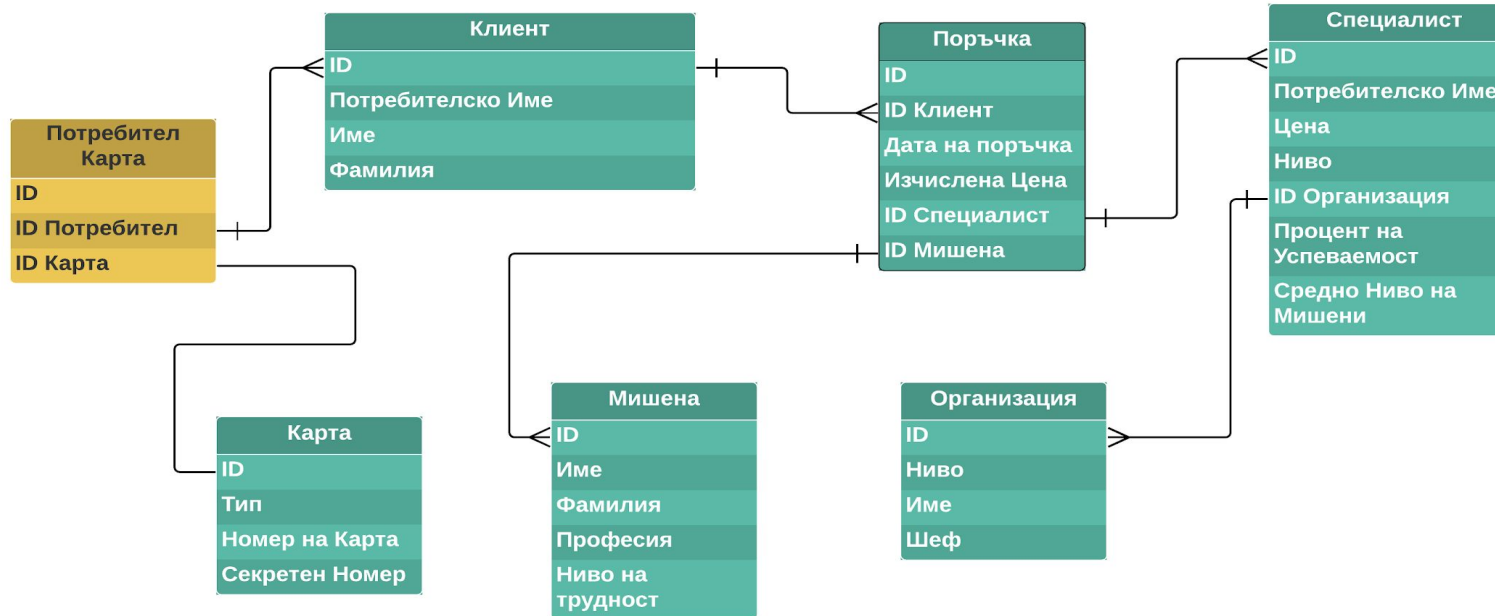 Клиент
ID
Потребителско Име
Име
Фамилия
Поръчка
ID
ID Клиент
Дата на поръчка
Изчислена Цена
ID Специалист
ID Мишена
Специалист
ID
Потребителско Име
Цена
Ниво
ID Организация
Процент на
Успеваемост
Средно Ниво на
Мишени
Потребител
Карта
ID
ID Потребител
ID Карта
Карта
ID
Тип
Номер на Карта
Секретен Номер
Мишена
ID
Име
Фамилия
Професия
Ниво на
трудност
Организация
ID
Ниво
Име
Шеф